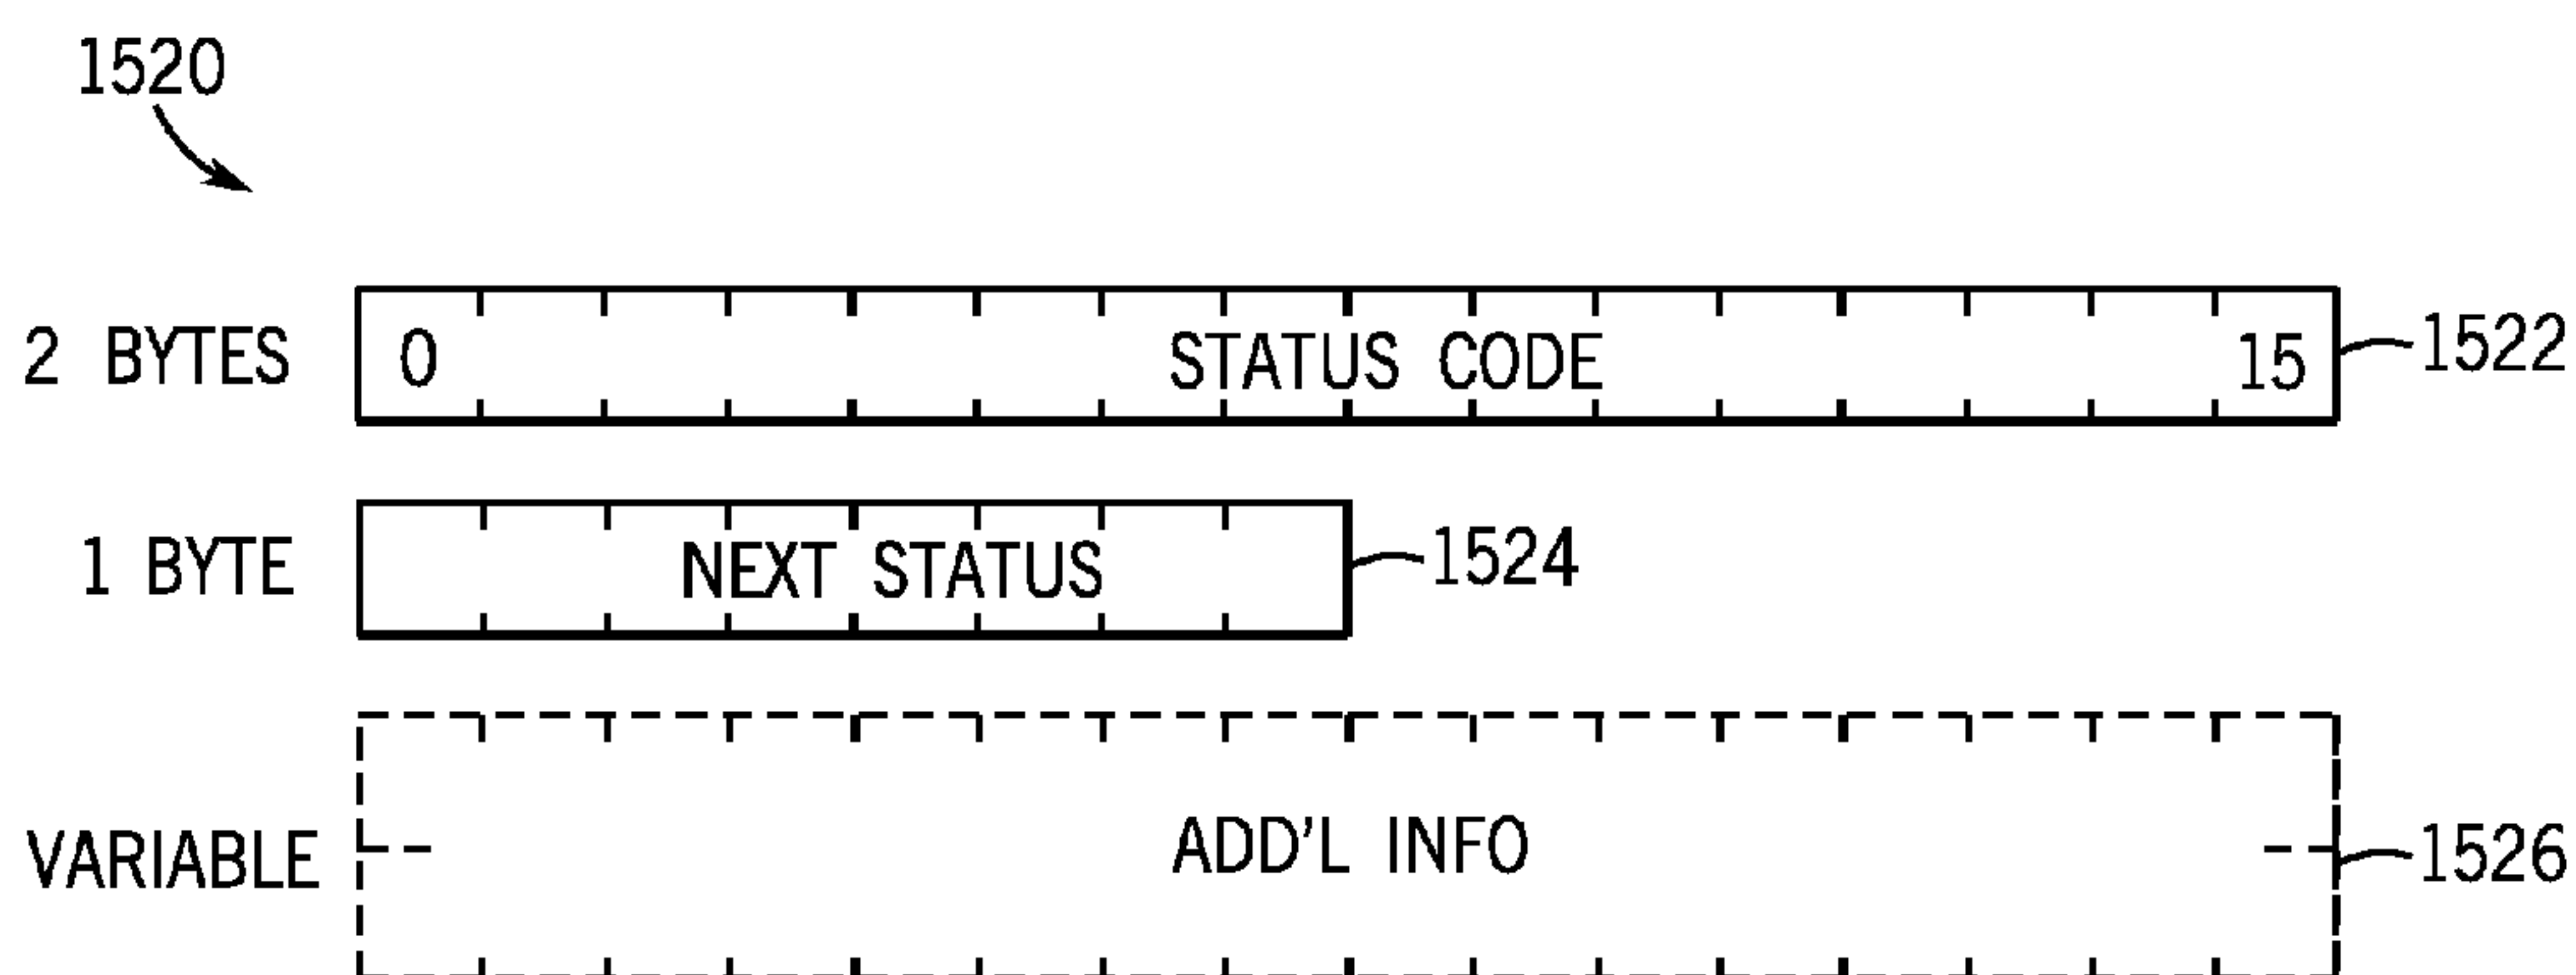 1520
2 BYTES 0 STATUS CODE 15 1522
1 BYTE NEXT STATUS 1524
VARIABLE ADD'L INFO 1526